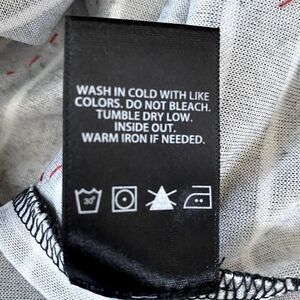 WASH IN COLD WITH LIKE
COLORS. DO NOT BLEACH.
TUMBLE DRY LOW.
INSIDE OUT.
WARM IRON IF NEEDED.
30°